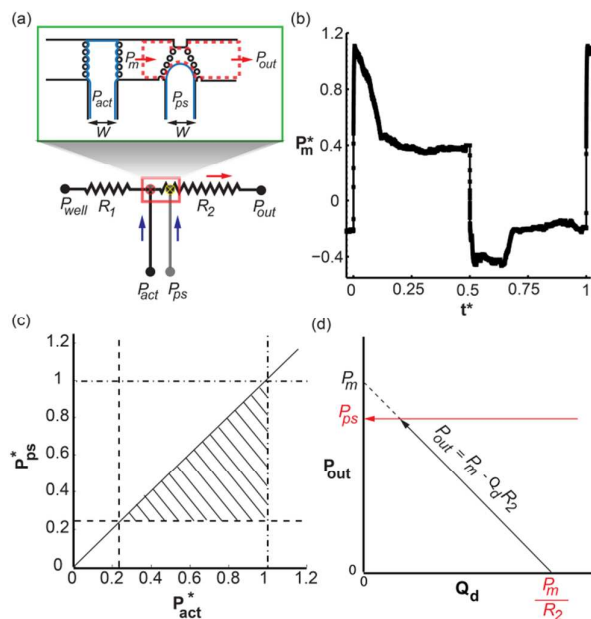 (a)
P_m
P_out
P_act
P_ps
W
W
P_well
R_1
R_2
P_out
P_act
P_ps
(b)
1.2
0.4
0
−0.4
P_m^*
0
0.25
0.5
0.75
1
t*
(c)
1.2
1
0.8
0.6
0.4
0.2
0
P_ps^*
0
0.2
0.4
0.6
0.8
1.0
1.2
P_act^*
(d)
P_m
P_ps
P_out
P_out = P_m - Q_d R_2
0
0
Q_d
P_m
R_2